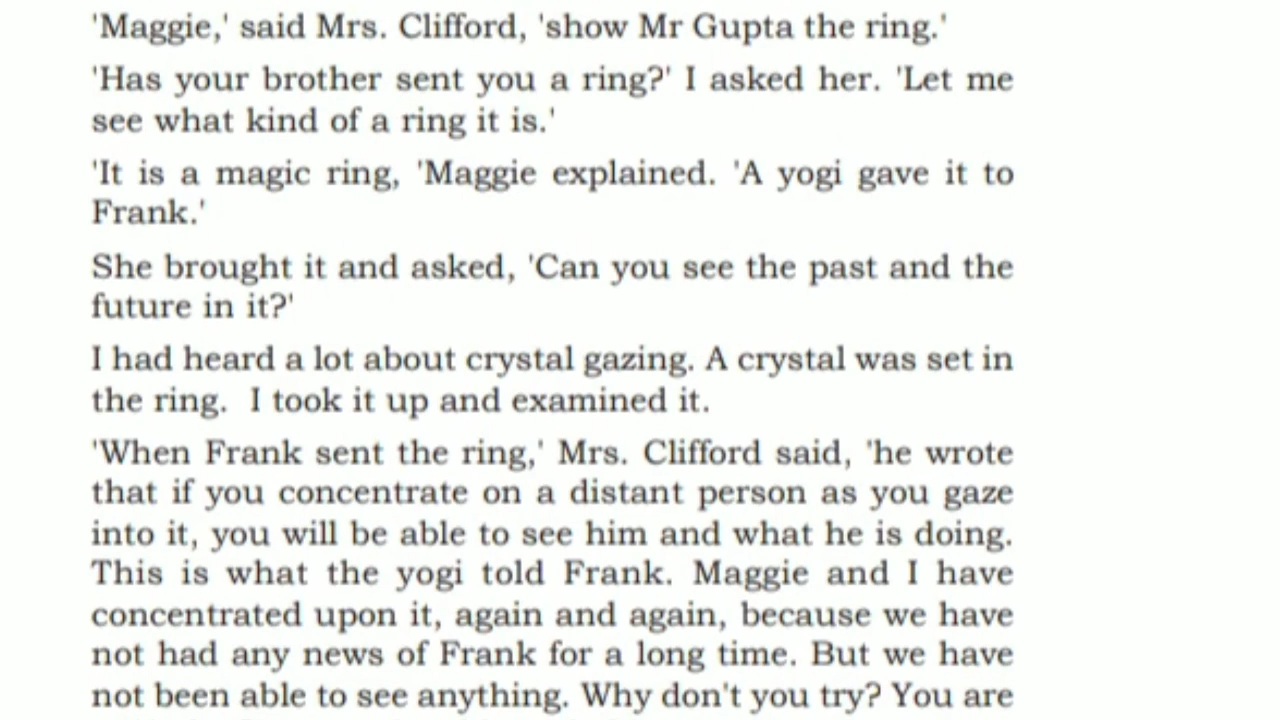 'Maggie,' said Mrs. Clifford, 'show Mr Gupta the ring.'
'Has your brother sent you a ring?' I asked her. 'Let me
see what kind of a ring it is.'
'It is a magic ring, 'Maggie explained. 'A yogi gave it to
Frank.'
She brought it and asked, 'Can you see the past and the
future in it?'
I had heard a lot about crystal gazing. A crystal was set in
the ring. I took it up and examined it.
'When Frank sent the ring,' Mrs. Clifford said, 'he wrote
that if you concentrate on a distant person as you gaze
into it, you will be able to see him and what he is doing.
This is what the yogi told Frank. Maggie and I have
concentrated upon it, again and again, because we have
not had any news of Frank for a long time. But we have
not been able to see anything. Why don't you try? You are